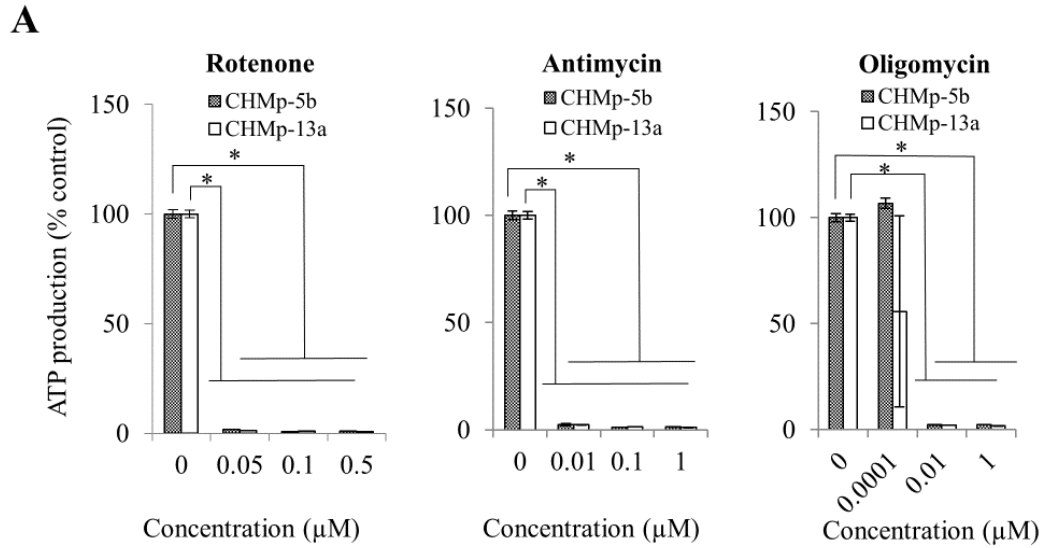 A
Rotenone
CHMp-5b
CHMp-13a
ATP production (% control)
150
100
50
0
*
*
0 0.05 0.1 0.5
Concentration (µM)
Antimycin
CHMp-5b
CHMp-13a
150
100
50
0
*
*
0 0.01 0.1 1
Concentration (µM)
Oligomycin
CHMp-5b
CHMp-13a
150
100
50
0
*
*
0 0.0001 0.01 1
Concentration (µM)